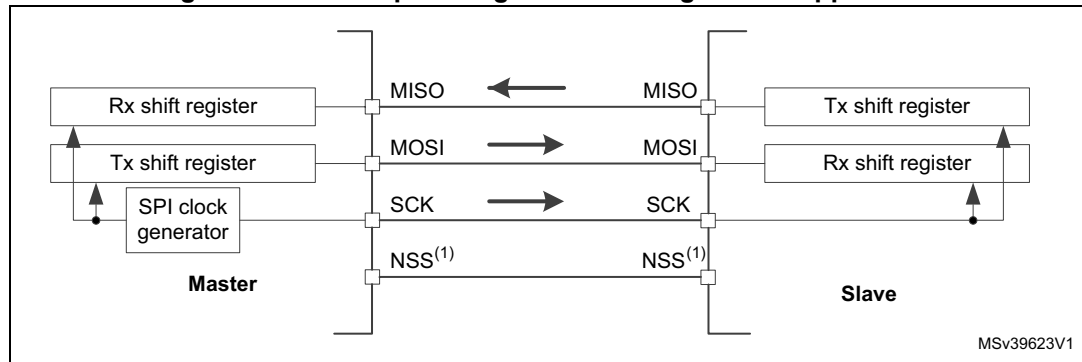 MISO MISO
Rx shift register Tx shift register
MOSI MOSI
Tx shift register Rx shift register
SCK SCK
SPI clock
generator
NSS(1) NSS(1)
Master Slave
MSv39623V1